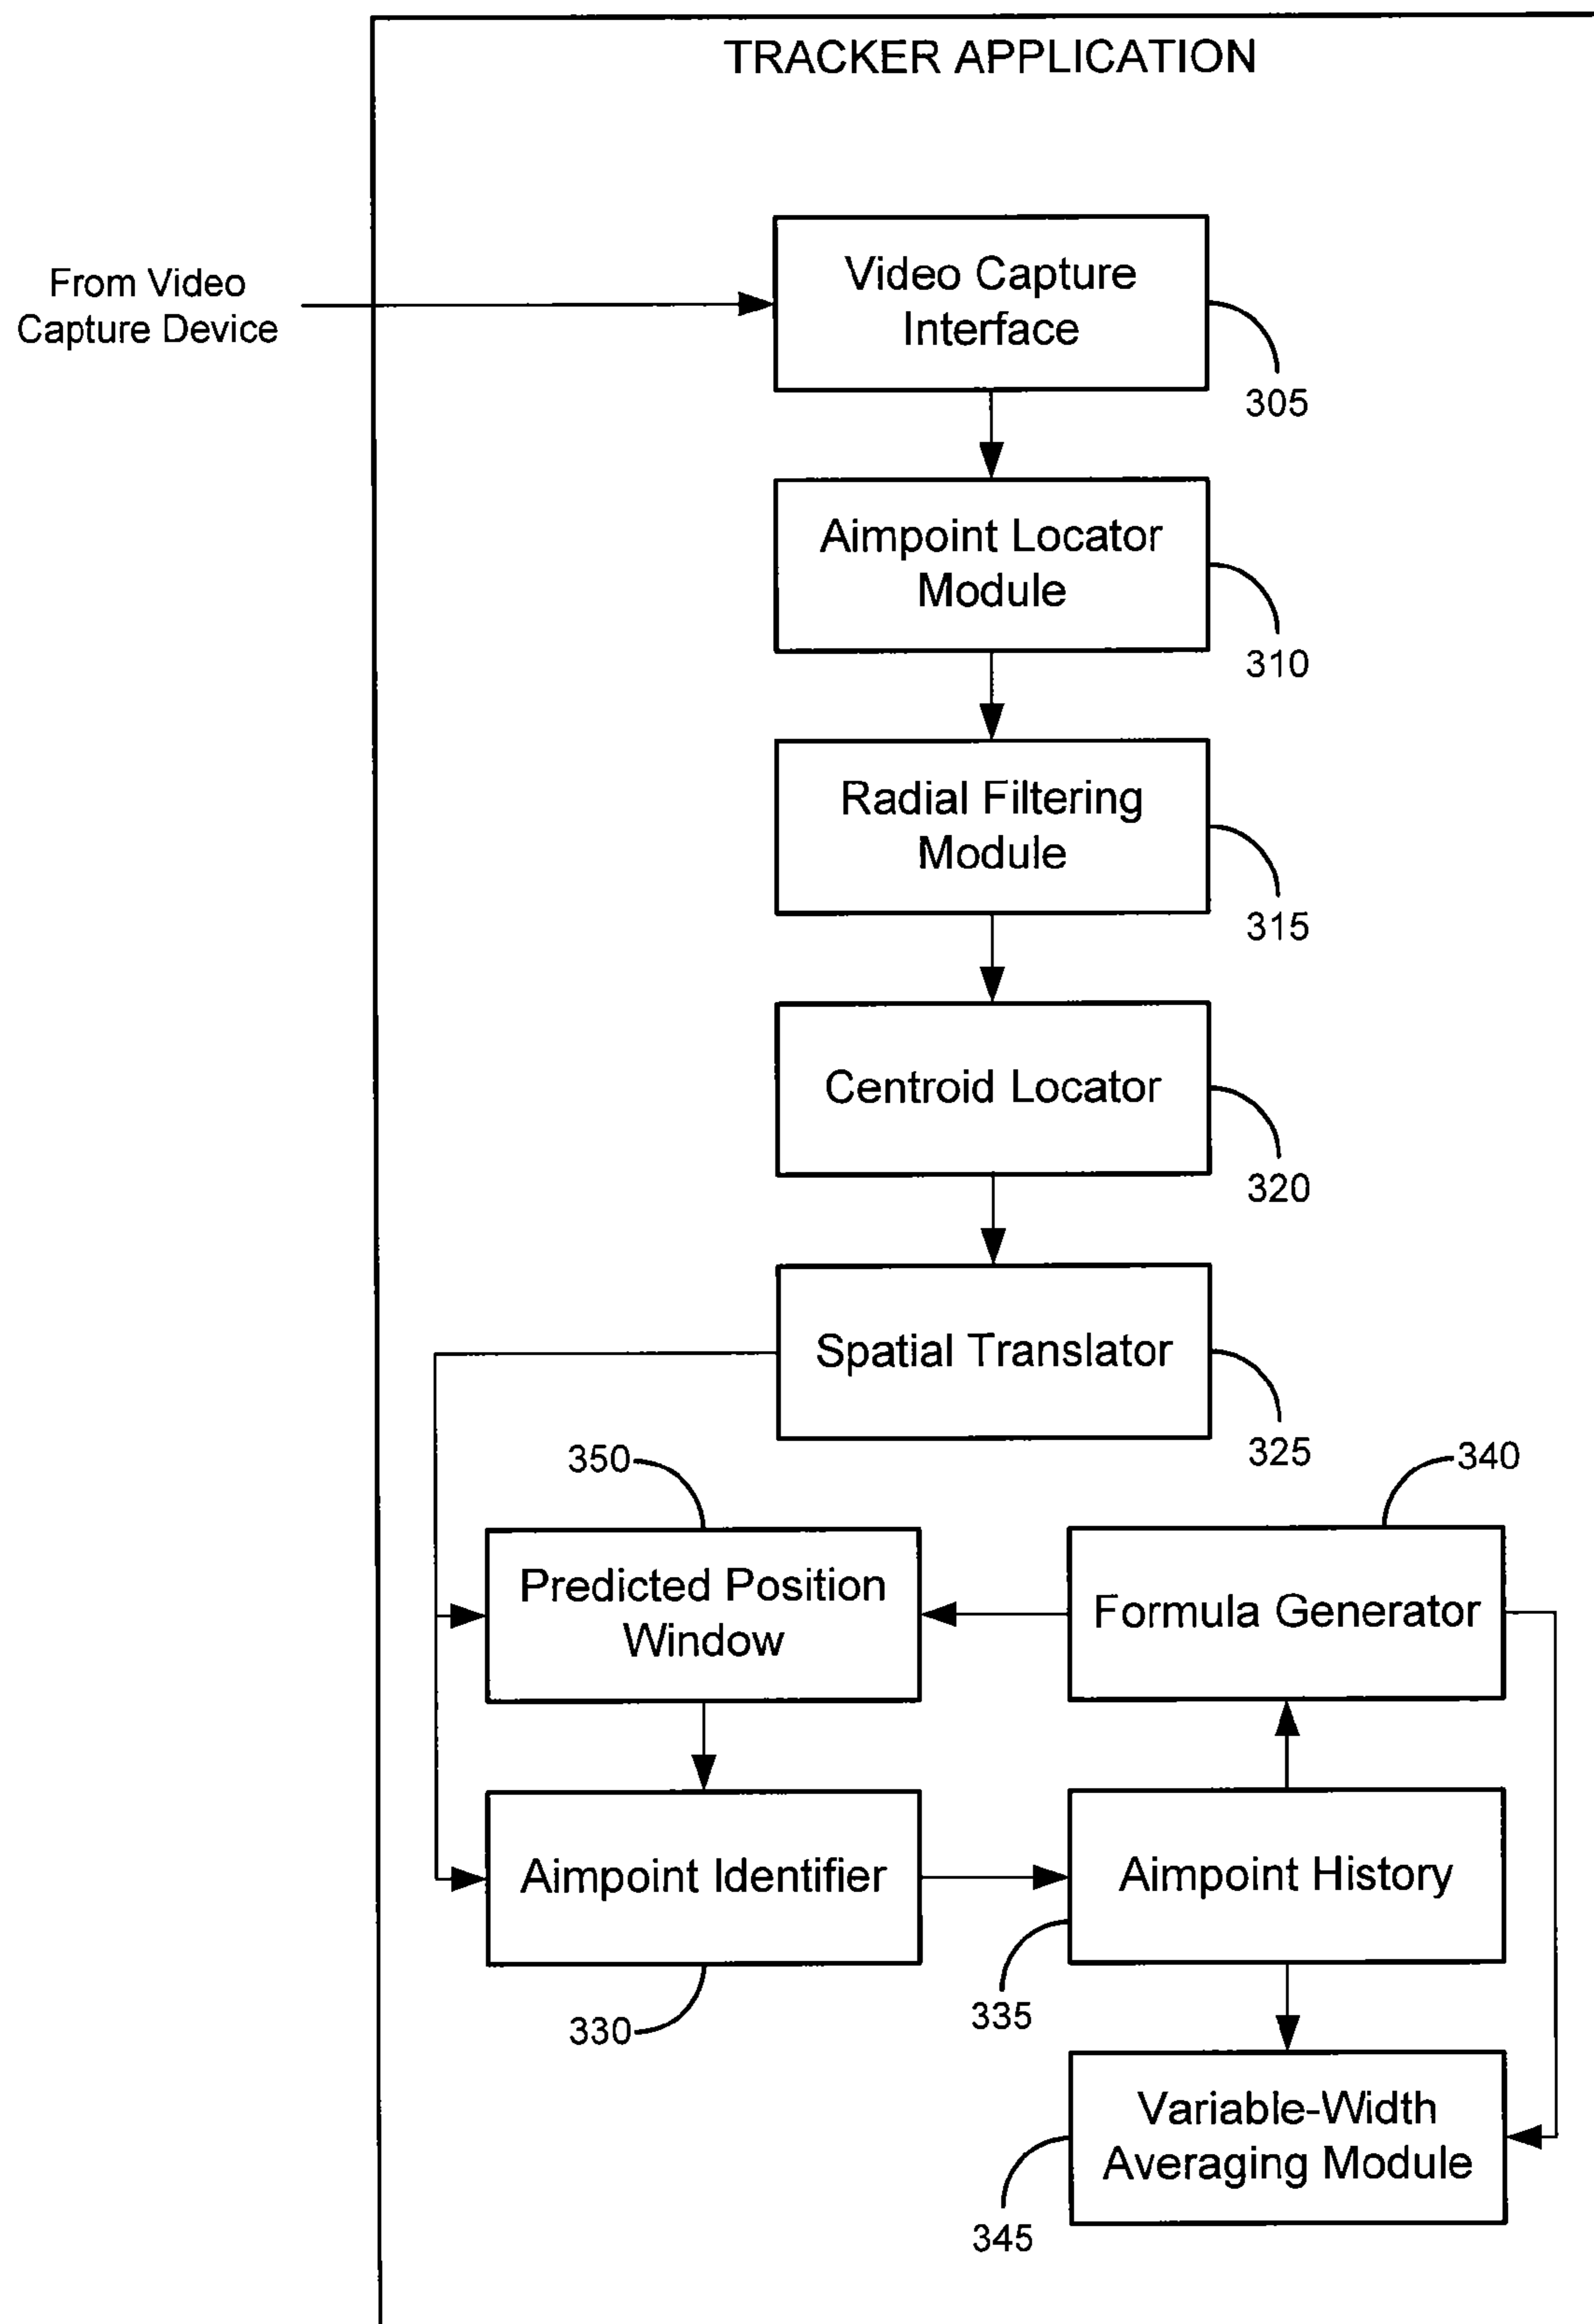 TRACKER APPLICATION
From Video
Capture Device
Video Capture
Interface
305
Aimpoint Locator
Module
310
Radial Filtering
Module
315
Centroid Locator
320
Spatial Translator
325
350
340
Predicted Position
Window
Formula Generator
Aimpoint Identifier
Aimpoint History
330
335
Variable-Width
Averaging Module
345